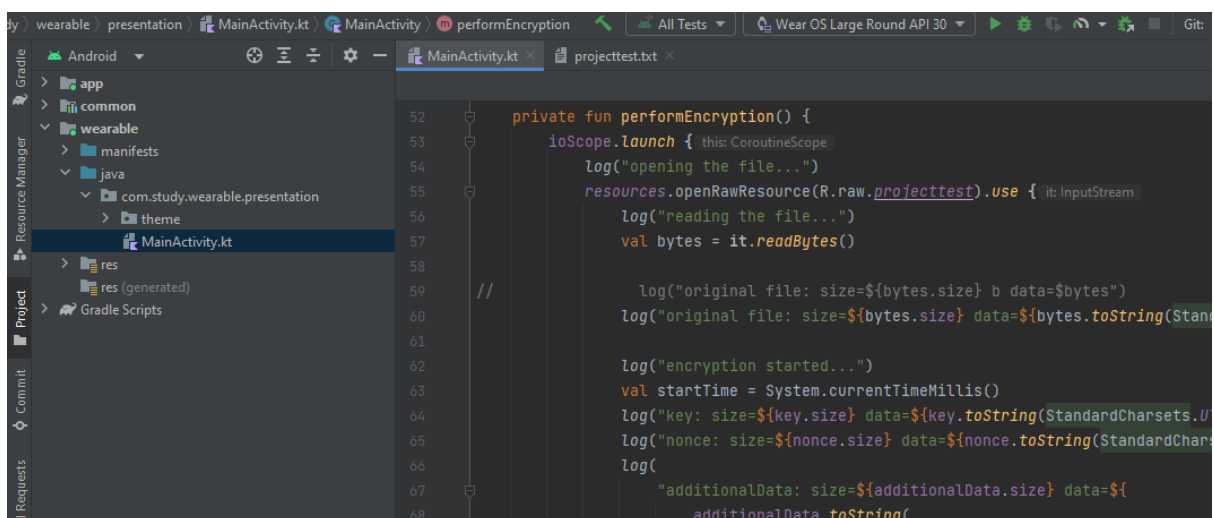 dy wearable presentation MainActivity.kt MainActivity performEncryption All Tests Wear OS Large Round API 30 Git:
Android
MainActivity.kt projecttest.txt
Gradle
Resource Manager
Project
Commit
Requests
app
common
wearable
manifests
java
com.study.wearable.presentation
theme
MainActivity.kt
res
res (generated)
Gradle Scripts
52 private fun performEncryption() {
53 ioScope.launch { this: CoroutineScope
54 log("opening the file...")
55 resources.openRawResource(R.raw.projecttest).use { it: InputStream
56 log("reading the file...")
57 val bytes = it.readBytes()
58
59 // log("original file: size=${bytes.size} b data=$bytes")
60 log("original file: size=${bytes.size} data=${bytes.toString(Stand
61
62 log("encryption started...")
63 val startTime = System.currentTimeMillis()
64 log("key: size=${key.size} data=${key.toString(StandardCharsets.UT
65 log("nonce: size=${nonce.size} data=${nonce.toString(StandardChars
66 log(
67 "additionalData: size=${additionalData.size} data=${
68 additionalData.toString(